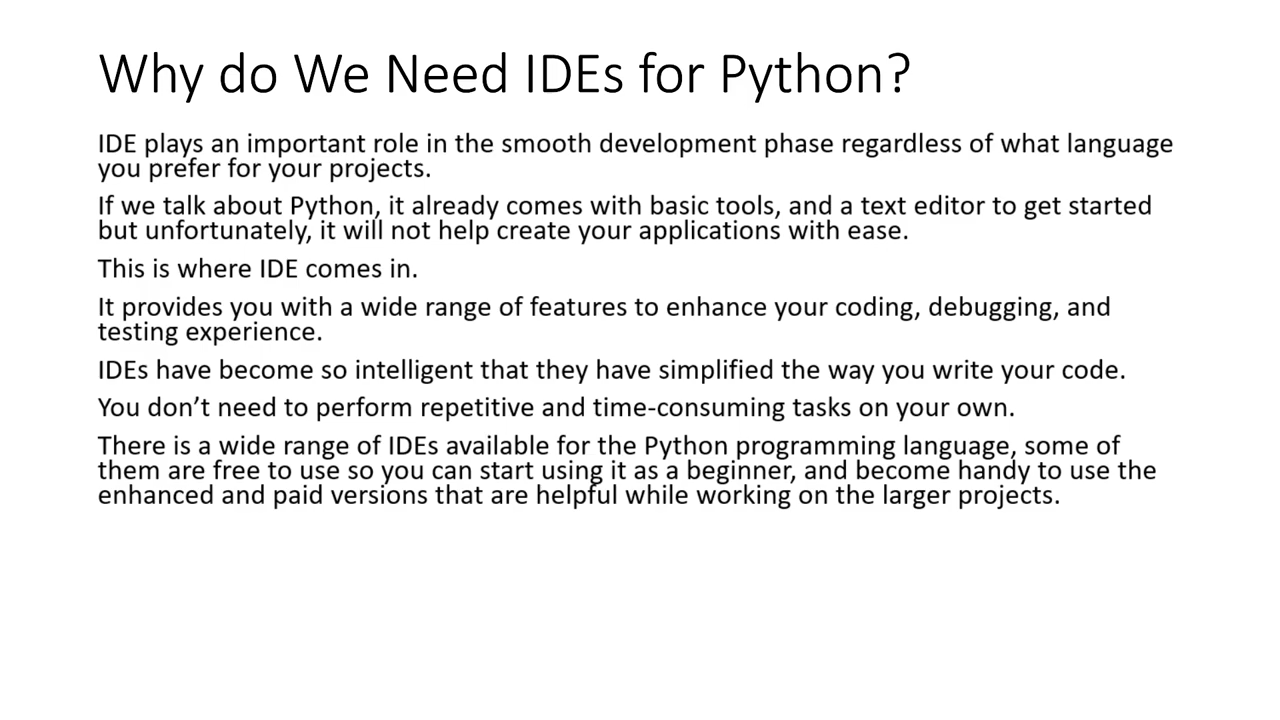 Why do We Need IDEs for Python?
IDE plays an important role in the smooth development phase regardless of what language
you prefer for your projects.
If we talk about Python, it already comes with basic tools, and a text editor to get started
but unfortunately, it will not help create your applications with ease.
This is where IDE comes in.
It provides you with a wide range of features to enhance your coding, debugging, and
testing experience.
IDEs have become so intelligent that they have simplified the way you write your code.
You don’t need to perform repetitive and time-consuming tasks on your own.
There is a wide range of IDEs available for the Python programming language, some of
them are free to use so you can start using it as a beginner, and become handy to use the
enhanced and paid versions that are helpful while working on the larger projects.